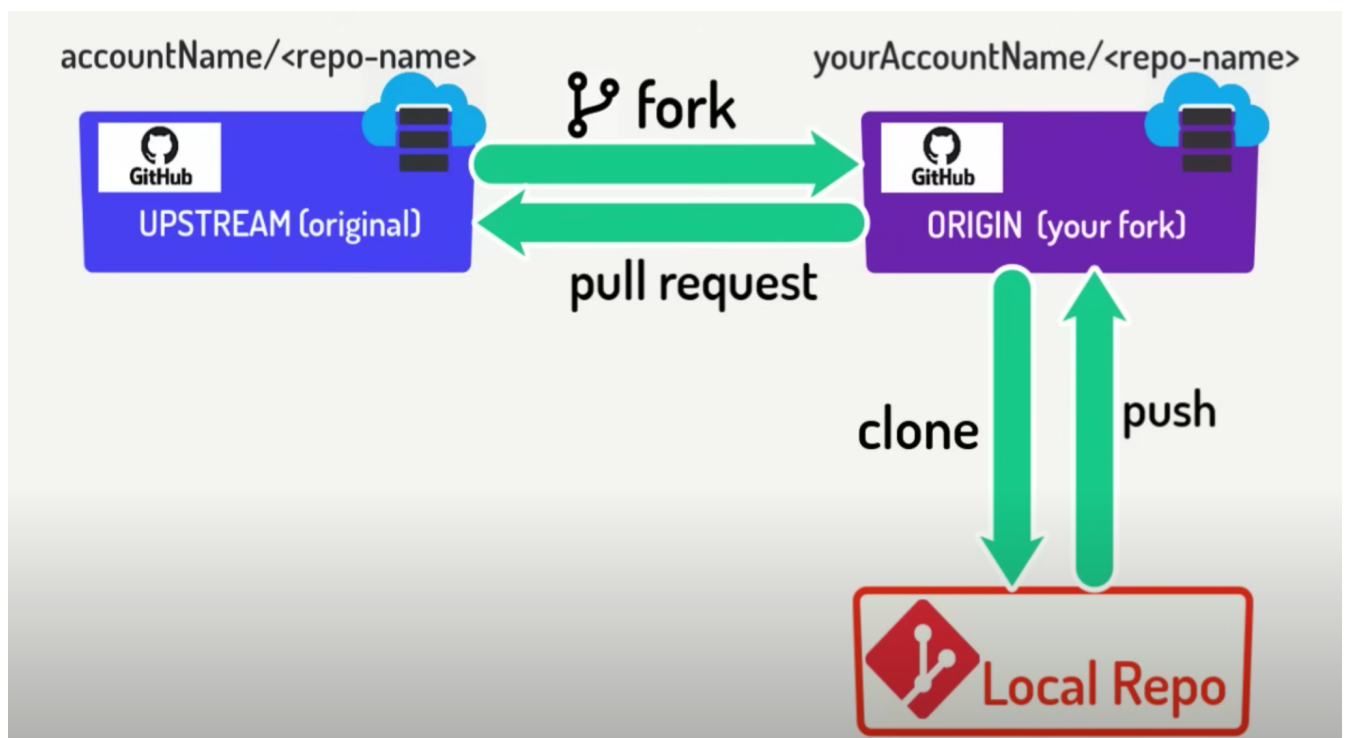 accountName/<repo-name>
yourAccountName/<repo-name>
fork
GitHub
GitHub
UPSTREAM (original)
ORIGIN (your fork)
pull request
clone
push
Local Repo